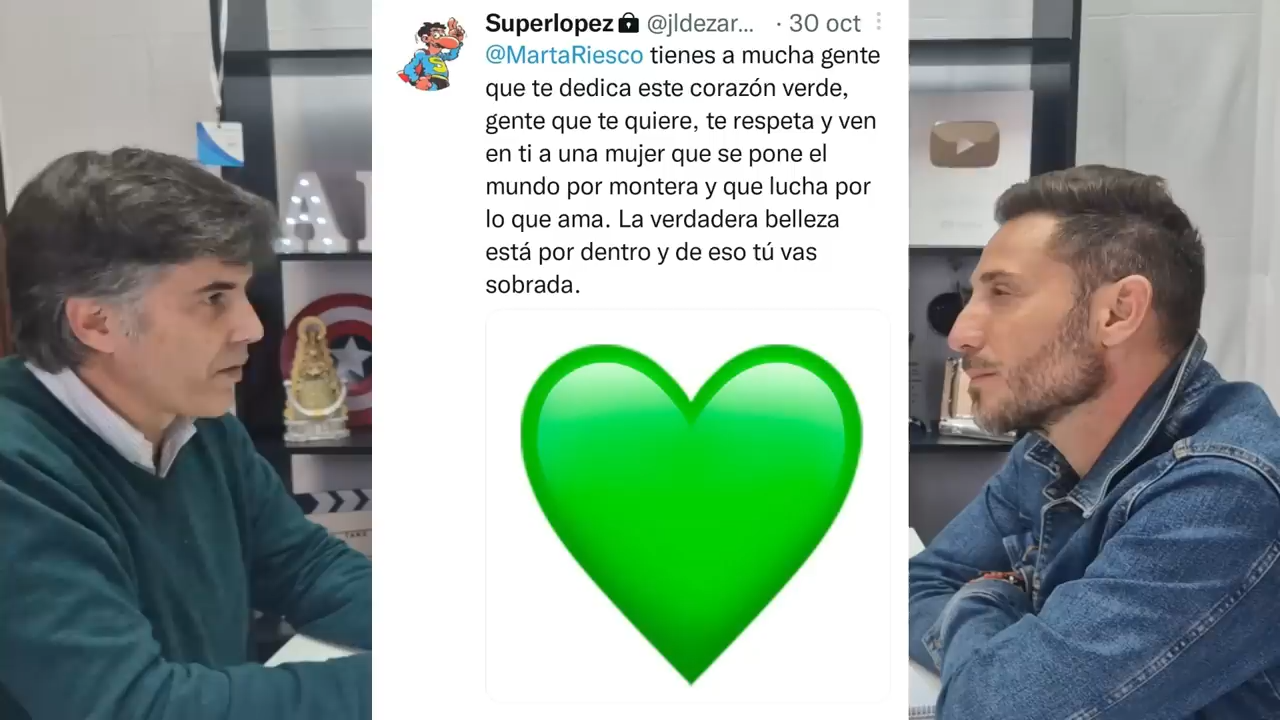 Superlopez @jldezar... · 30 oct
@MartaRiesco tienes a mucha gente
que te dedica este corazón verde,
gente que te quiere, te respeta y ven
en ti a una mujer que se pone el
mundo por montera y que lucha por
lo que ama. La verdadera belleza
está por dentro y de eso tú vas
sobrada.
TAKE